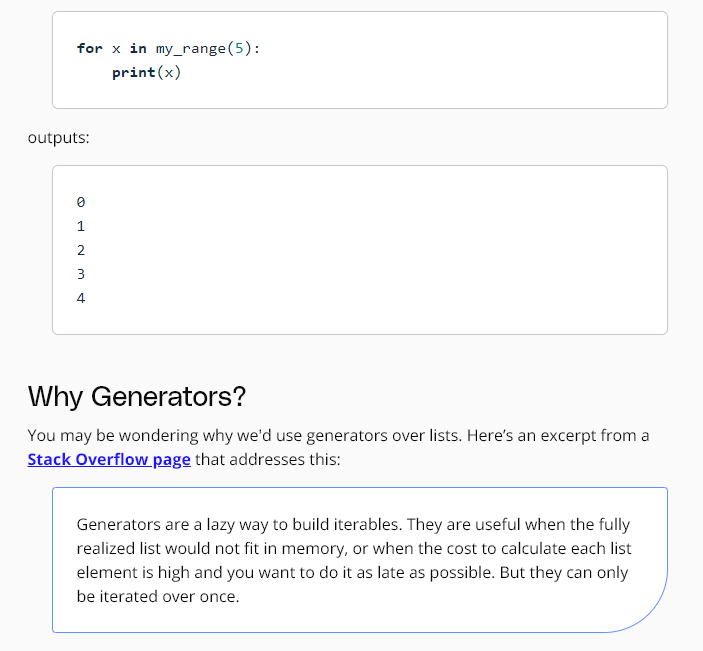 for x in my_range(5):
    print(x)
outputs:
0
1
2
3
4
Why Generators?
You may be wondering why we'd use generators over lists. Here’s an excerpt from a
Stack Overflow page that addresses this:
Generators are a lazy way to build iterables. They are useful when the fully
realized list would not fit in memory, or when the cost to calculate each list
element is high and you want to do it as late as possible. But they can only
be iterated over once.